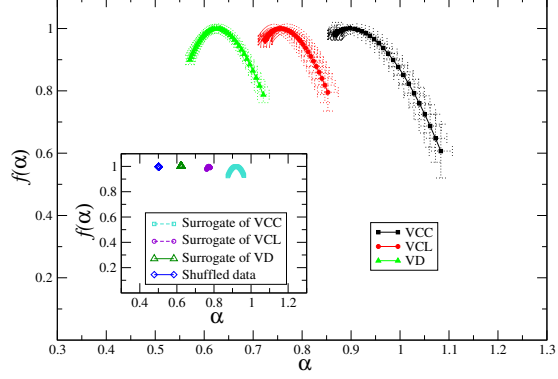 f(α)
1
0.8
0.6
0.4
0.2
0.3 0.4 0.5 0.6 0.7 0.8 0.9 1 1.1 1.2 1.3
α
VCC
VCL
VD
f(α)
1
0.8
0.6
0.4
0.2
0.4 0.6 0.8 1 1.2
α
Surrogate of VCC
Surrogate of VCL
Surrogate of VD
Shuffled data